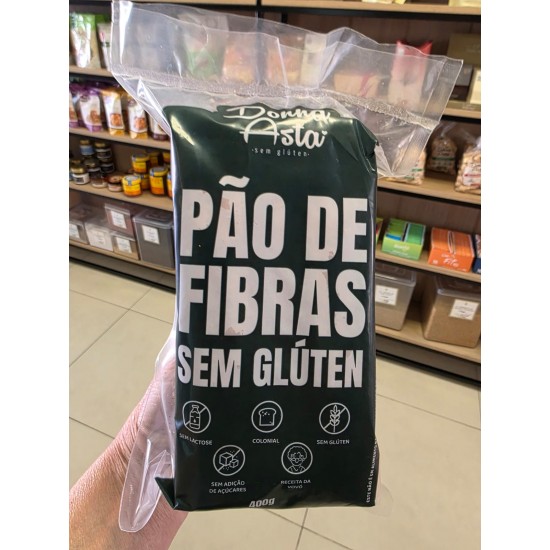 Donna
Asta
·sem glúten·
PÃO DE
FIBRAS
SEM GLÚTEN
SEM LACTOSE
COLONIAL
SEM GLÚTEN
SEM ADIÇÃO
DE AÇÚCARES
RECEITA DA
VOVÓ
400g